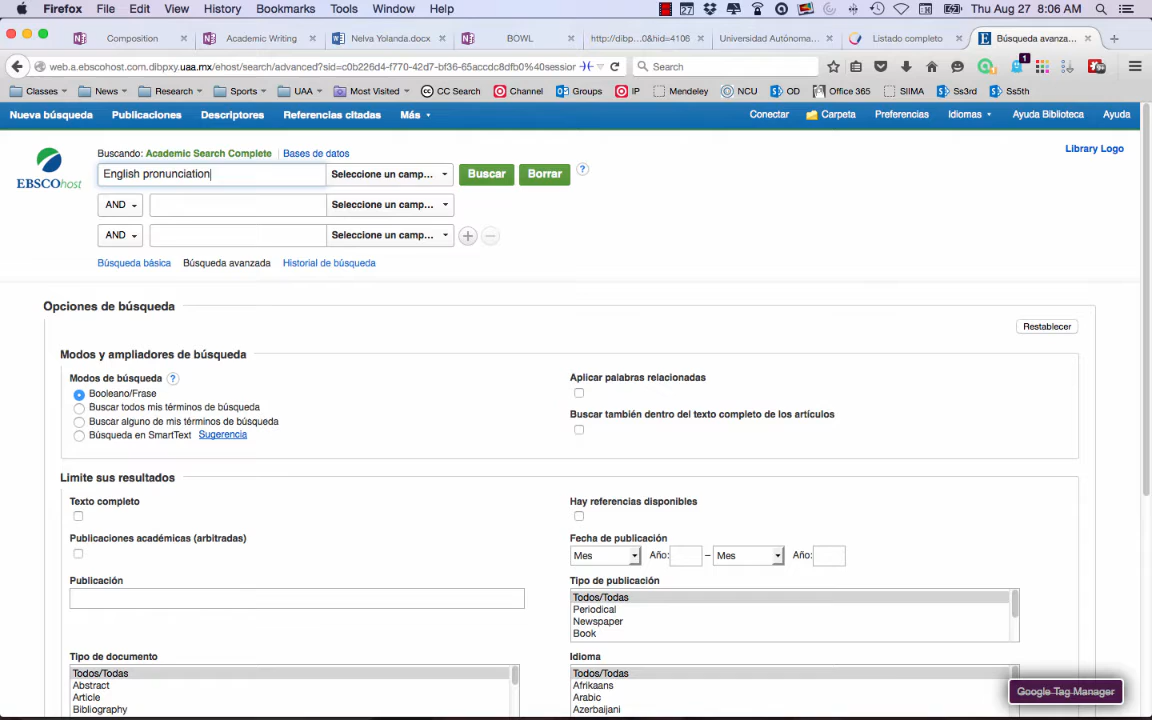 Firefox File Edit View History Bookmarks Tools Window Help Thu Aug 27 8:06 AM
Composition Academic Writing Nelva Yolanda.docx BOWL http://dibp...0&hid=4106 Universidad Autónoma... Listado completo Búsqueda avanza...
web.a.ebscohost.com.dibpxy.uaa.mx/ehost/search/advanced?sid=c0b226d4-f770-42d7-bf36-65accdc8dfb0%40session Search 1
Classes News Research Sports UAA Most Visited CC Search Channel Groups IP Mendeley NCU OD Office 365 SIIMA Ss3rd Ss5th
Nueva búsqueda Publicaciones Descriptores Referencias citadas Más Conectar Carpeta Preferencias Idiomas Ayuda Biblioteca Ayuda
Library Logo
Buscando: Academic Search Complete Bases de datos
EBSCOhost
English pronunciation Seleccione un camp... Buscar Borrar ?
AND Seleccione un camp...
AND Seleccione un camp...
Búsqueda básica Búsqueda avanzada Historial de búsqueda
Opciones de búsqueda
Restablecer
Modos y ampliadores de búsqueda
Modos de búsqueda ?
Booleano/Frase
Buscar todos mis términos de búsqueda
Buscar alguno de mis términos de búsqueda
Búsqueda en SmartText Sugerencia
Aplicar palabras relacionadas
Buscar también dentro del texto completo de los artículos
Limite sus resultados
Texto completo
Hay referencias disponibles
Publicaciones académicas (arbitradas)
Fecha de publicación
Mes Año: – Mes Año:
Publicación
Tipo de publicación
Todos/Todas
Periodical
Newspaper
Book
Tipo de documento
Todos/Todas
Abstract
Article
Bibliography
Idioma
Todos/Todas
Afrikaans
Arabic
Azerbaijani
Google Tag Manager